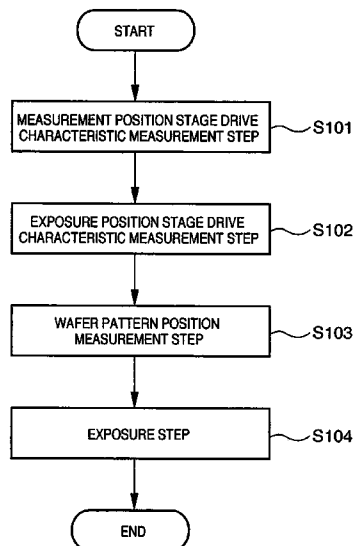 START
MEASUREMENT POSITION STAGE DRIVE
CHARACTERISTIC MEASUREMENT STEP
S101
EXPOSURE POSITION STAGE DRIVE
CHARACTERISTIC MEASUREMENT STEP
S102
WAFER PATTERN POSITION
MEASUREMENT STEP
S103
EXPOSURE STEP
S104
END